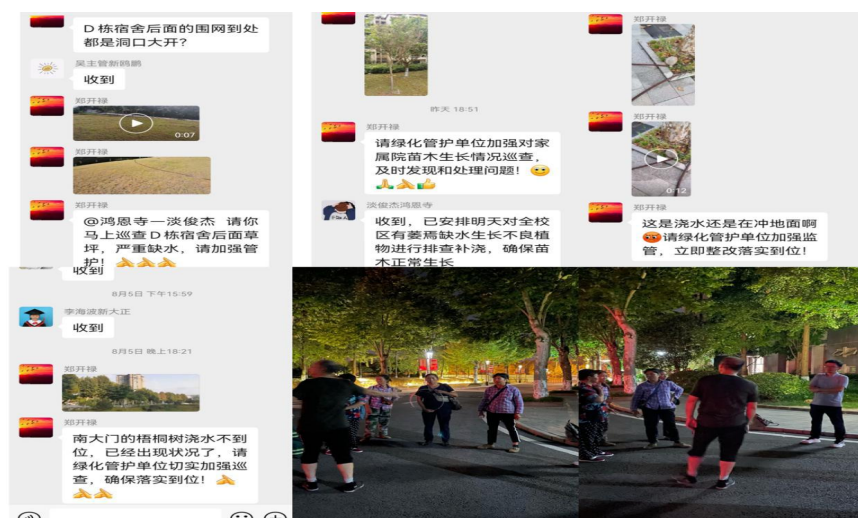 D栋宿舍后面的围网到处
都是洞口大开?
吴主管新鸥鹏
收到
郑开禄
0:07
郑开禄
郑开禄
@鸿恩寺一淡俊杰 请你
马上巡查D栋宿舍后面草
坪，严重缺水，请加强管
护!
收到
8月5日 下午15:59
李海波新大正
收到
8月5日 晚上18:21
郑开禄
郑开禄
南大门的梧桐树浇水不到
位，已经出现状况了，请
绿化管护单位切实加强巡
查，确保落实到位!
昨天 18:51
郑开禄
请绿化管护单位加强对家
属院苗木生长情况巡查，
及时发现和处理问题!
淡俊杰鸿恩寺
收到，已安排明天对全校
区有萎焉缺水生长不良植
物进行排查补浇，确保苗
木正常生长
郑开禄
郑开禄
0:12
郑开禄
这是浇水还是在冲地面啊
请绿化管护单位加强监
管，立即整改落实到位!